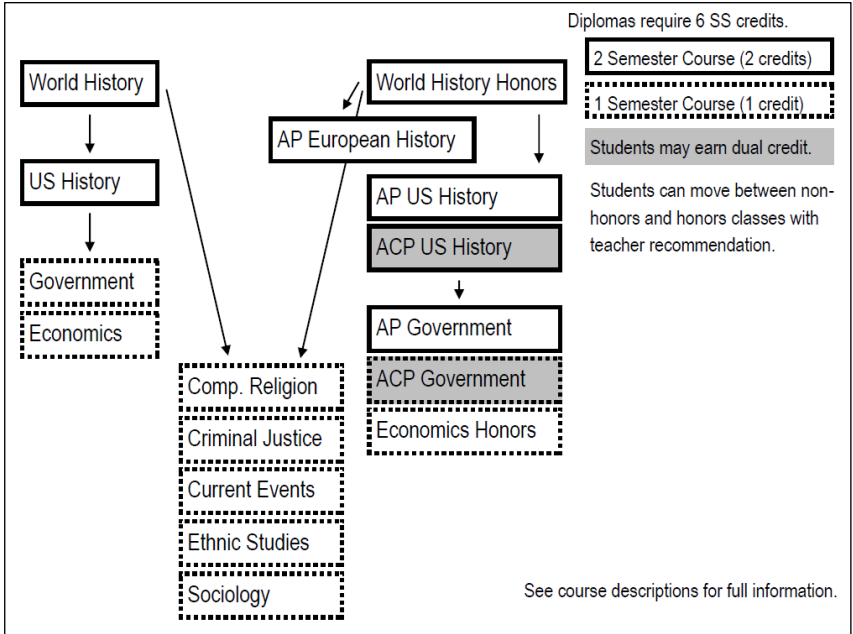 Diplomas require 6 SS credits.
World History
World History Honors
2 Semester Course (2 credits)
1 Semester Course (1 credit)
AP European History
Students may earn dual credit.
US History
AP US History
Students can move between non-
honors and honors classes with
teacher recommendation.
ACP US History
Government
Economics
AP Government
Comp. Religion
ACP Government
Criminal Justice
Economics Honors
Current Events
Ethnic Studies
Sociology
See course descriptions for full information.